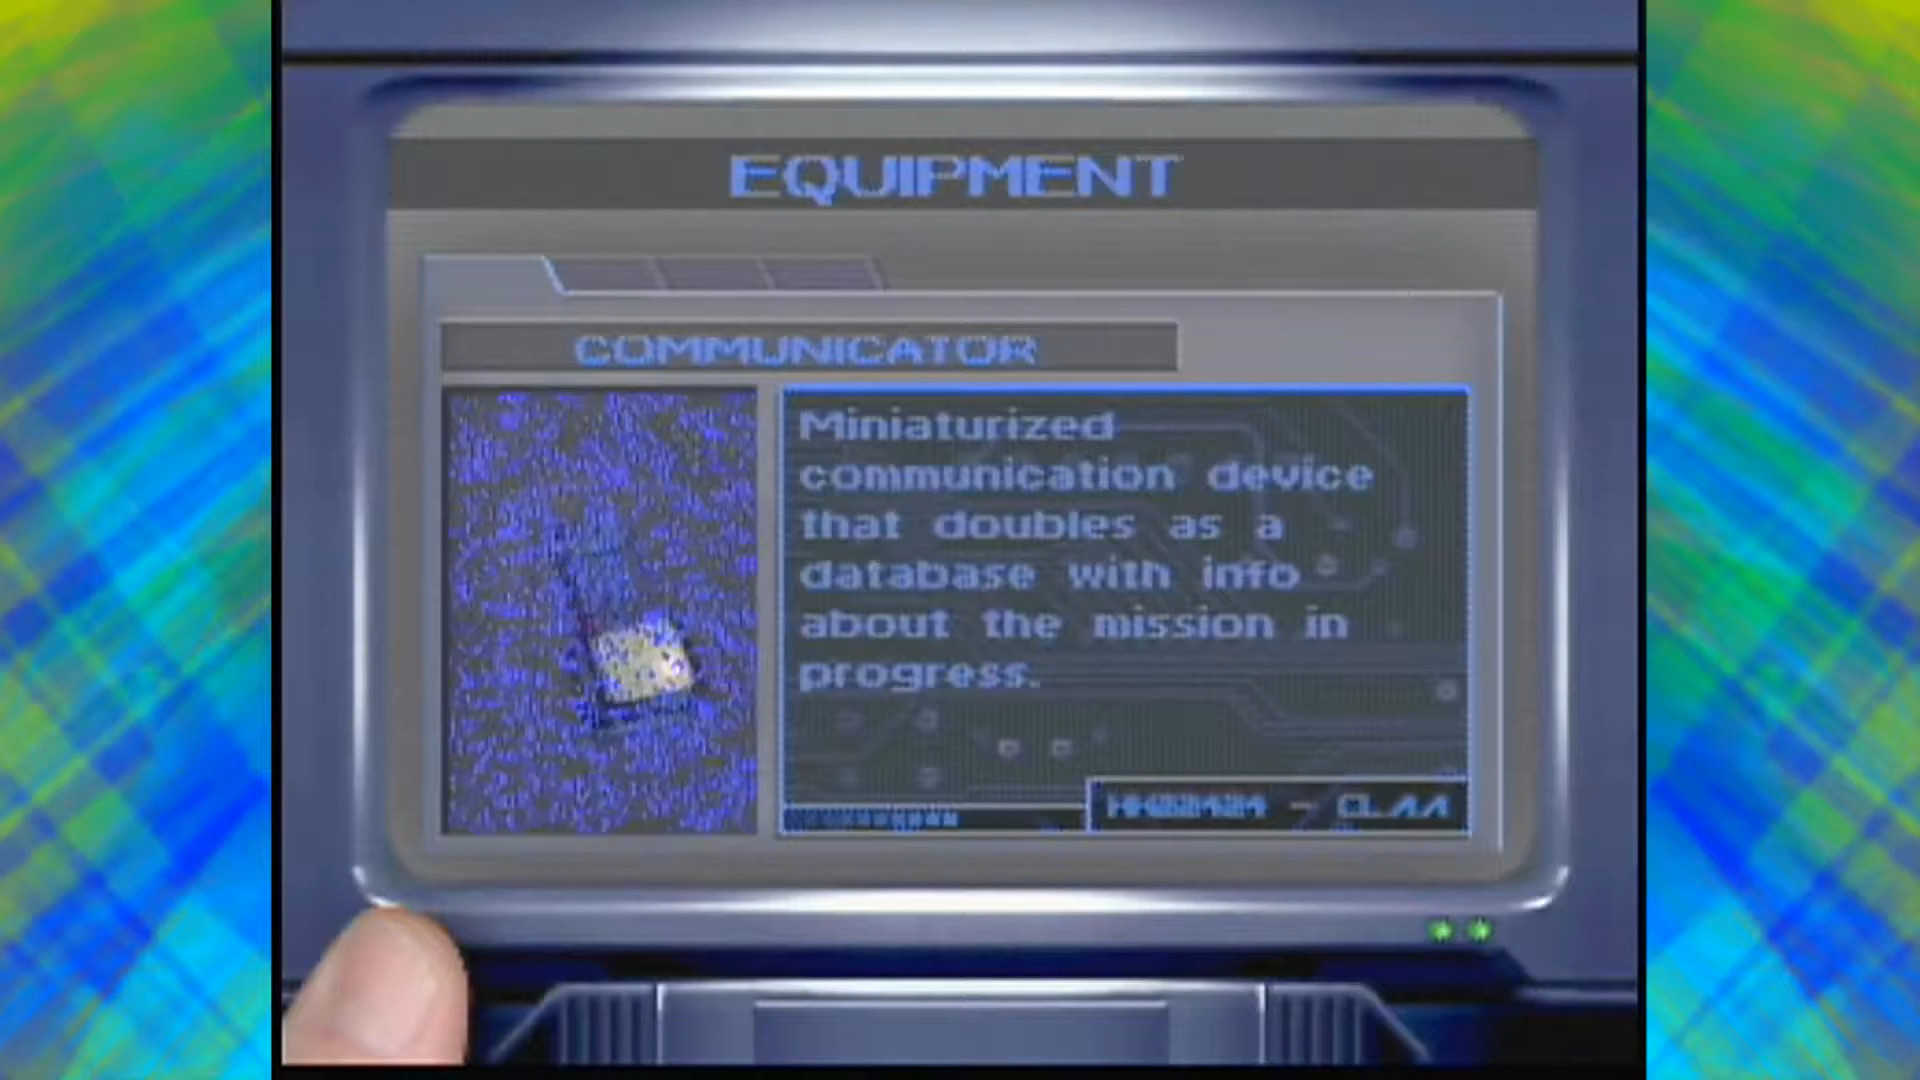 EQUIPMENT
COMMUNICATOR
Miniaturized
communication device
that doubles as a
database with info
about the mission in
progress.